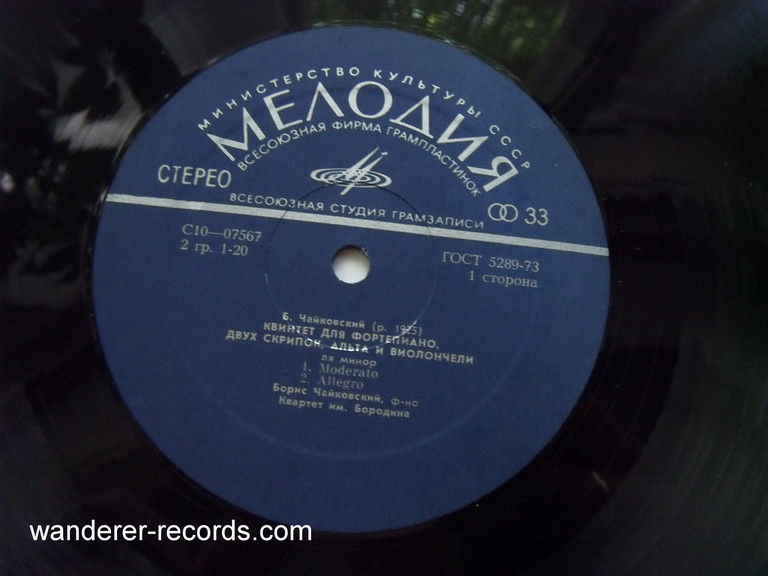 МИНИСТЕРСТВО КУЛЬТУРЫ СССР
МЕЛОДИЯ
ВСЕСОЮЗНАЯ ФИРМА ГРАМПЛАСТИНОК
СТЕРЕО
ВСЕСОЮЗНАЯ СТУДИЯ ГРАМЗАПИСИ
33
С10—07567
2 гр. 1-20
ГОСТ 5289-73
1 сторона
Б. Чайковский (р. 1925)
КВИНТЕТ ДЛЯ ФОРТЕПИАНО,
ДВУХ СКРИПОК, АЛЬТА И ВИОЛОНЧЕЛИ
ля минор
1. Moderato
2. Allegro
Борис Чайковский, ф-но
Квартет им. Бородина
wanderer-records.com